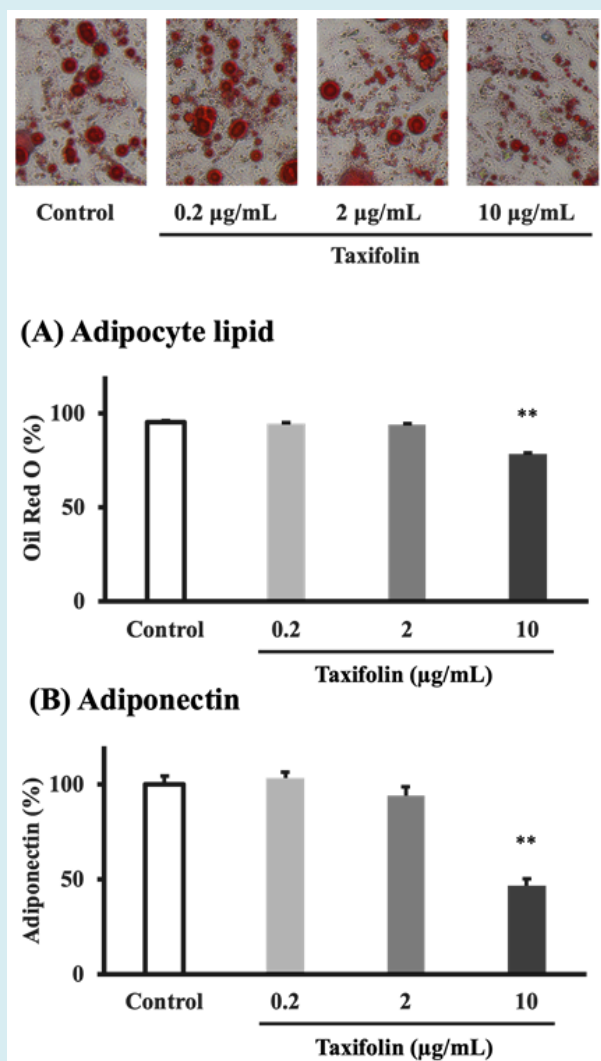 Control 0.2 µg/mL 2 µg/mL 10 µg/mL
Taxifolin
(A) Adipocyte lipid
Oil Red O (%)
100
**
50
0
Control 0.2 2 10
Taxifolin (µg/mL)
(B) Adiponectin
Adiponectin (%)
100
**
50
0
Control 0.2 2 10
Taxifolin (µg/mL)